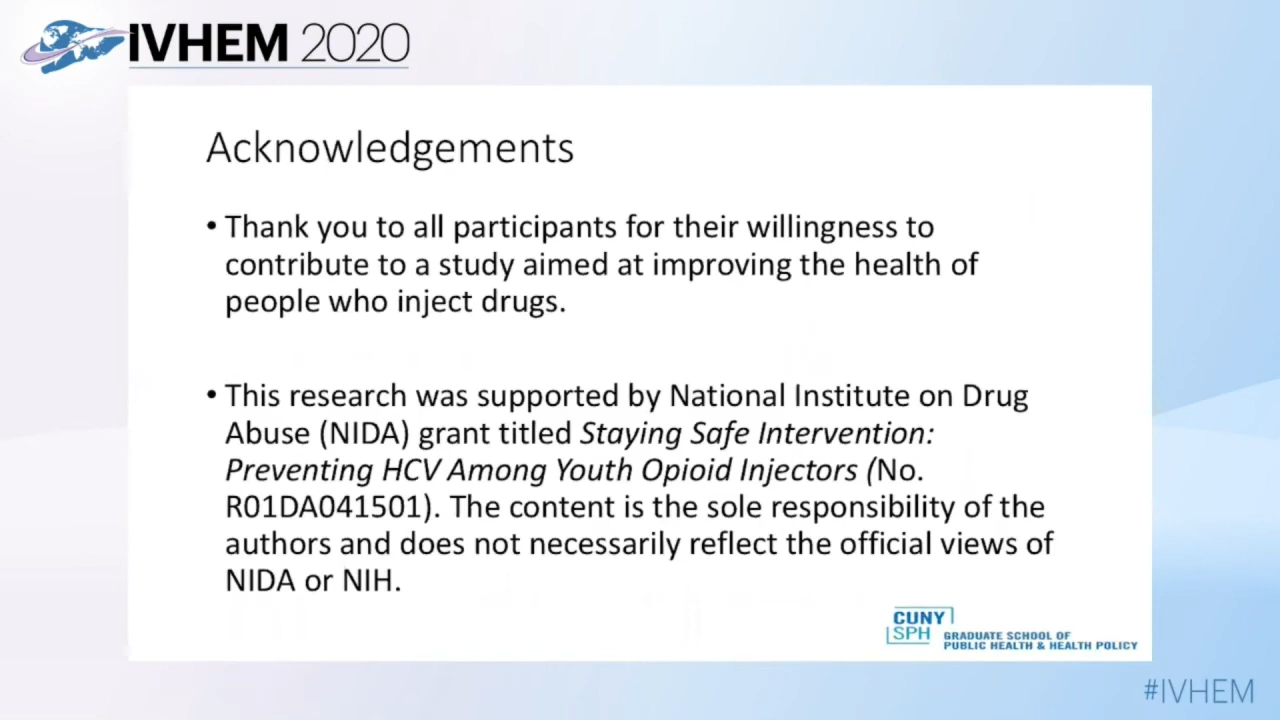 IVHEM 2020
Acknowledgements
• Thank you to all participants for their willingness to
contribute to a study aimed at improving the health of
people who inject drugs.
• This research was supported by National Institute on Drug
Abuse (NIDA) grant titled Staying Safe Intervention:
Preventing HCV Among Youth Opioid Injectors (No.
R01DA041501). The content is the sole responsibility of the
authors and does not necessarily reflect the official views of
NIDA or NIH.
CUNY
SPH
GRADUATE SCHOOL OF
PUBLIC HEALTH & HEALTH POLICY
#IVHEM